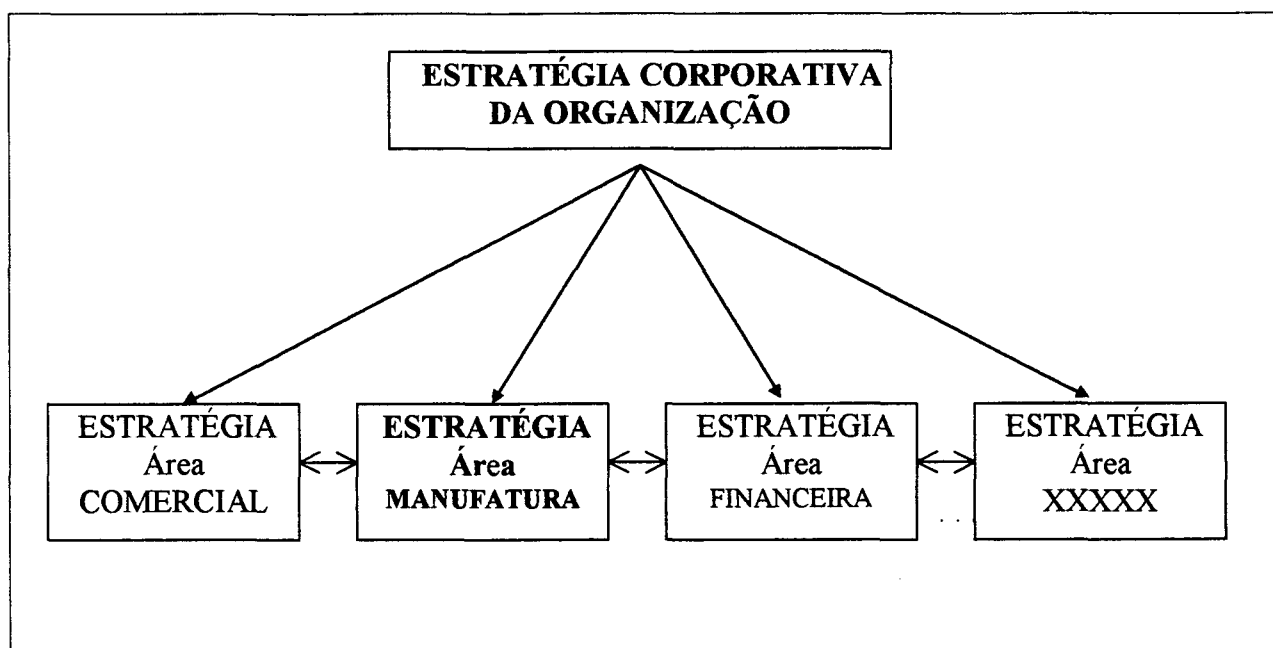 ESTRATÉGIA CORPORATIVA
DA ORGANIZAÇÃO
ESTRATÉGIA
Área
COMERCIAL
ESTRATÉGIA
Área
MANUFATURA
ESTRATÉGIA
Área
FINANCEIRA
...
ESTRATÉGIA
Área
XXXXX